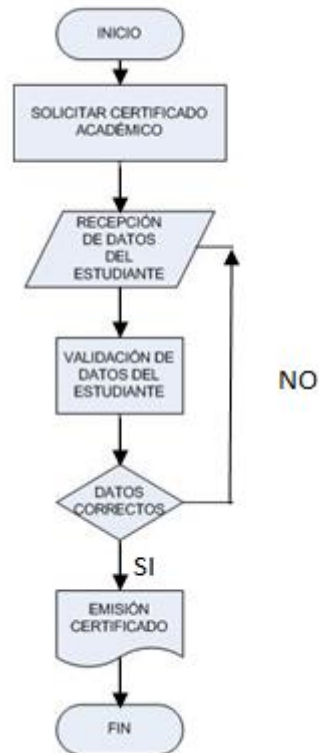 INICIO
SOLICITAR CERTIFICADO
ACADÉMICO
RECEPCIÓN
DE DATOS
DEL
ESTUDIANTE
VALIDACIÓN DE
DATOS DEL
ESTUDIANTE
NO
DATOS
CORRECTOS
SI
EMISIÓN
CERTIFICADO
FIN